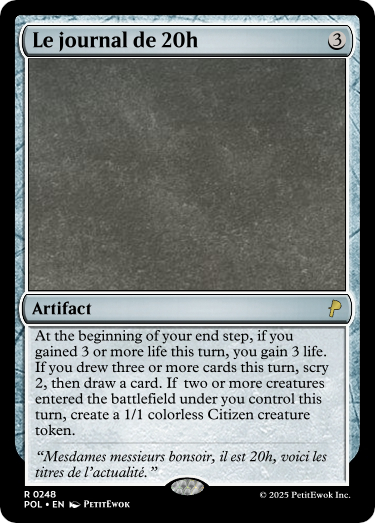 Le journal de 20h 3
Artifact
At the beginning of your end step, if you
gained 3 or more life this turn, you gain 3 life.
If you drew three or more cards this turn, scry
2, then draw a card. If two or more creatures
entered the battlefield under you control this
turn, create a 1/1 colorless Citizen creature
token.
“Mesdames messieurs bonsoir, il est 20h, voici les
titres de l’actualité.”
R 0248
POL • EN PetitEwok
© 2025 PetitEwok Inc.